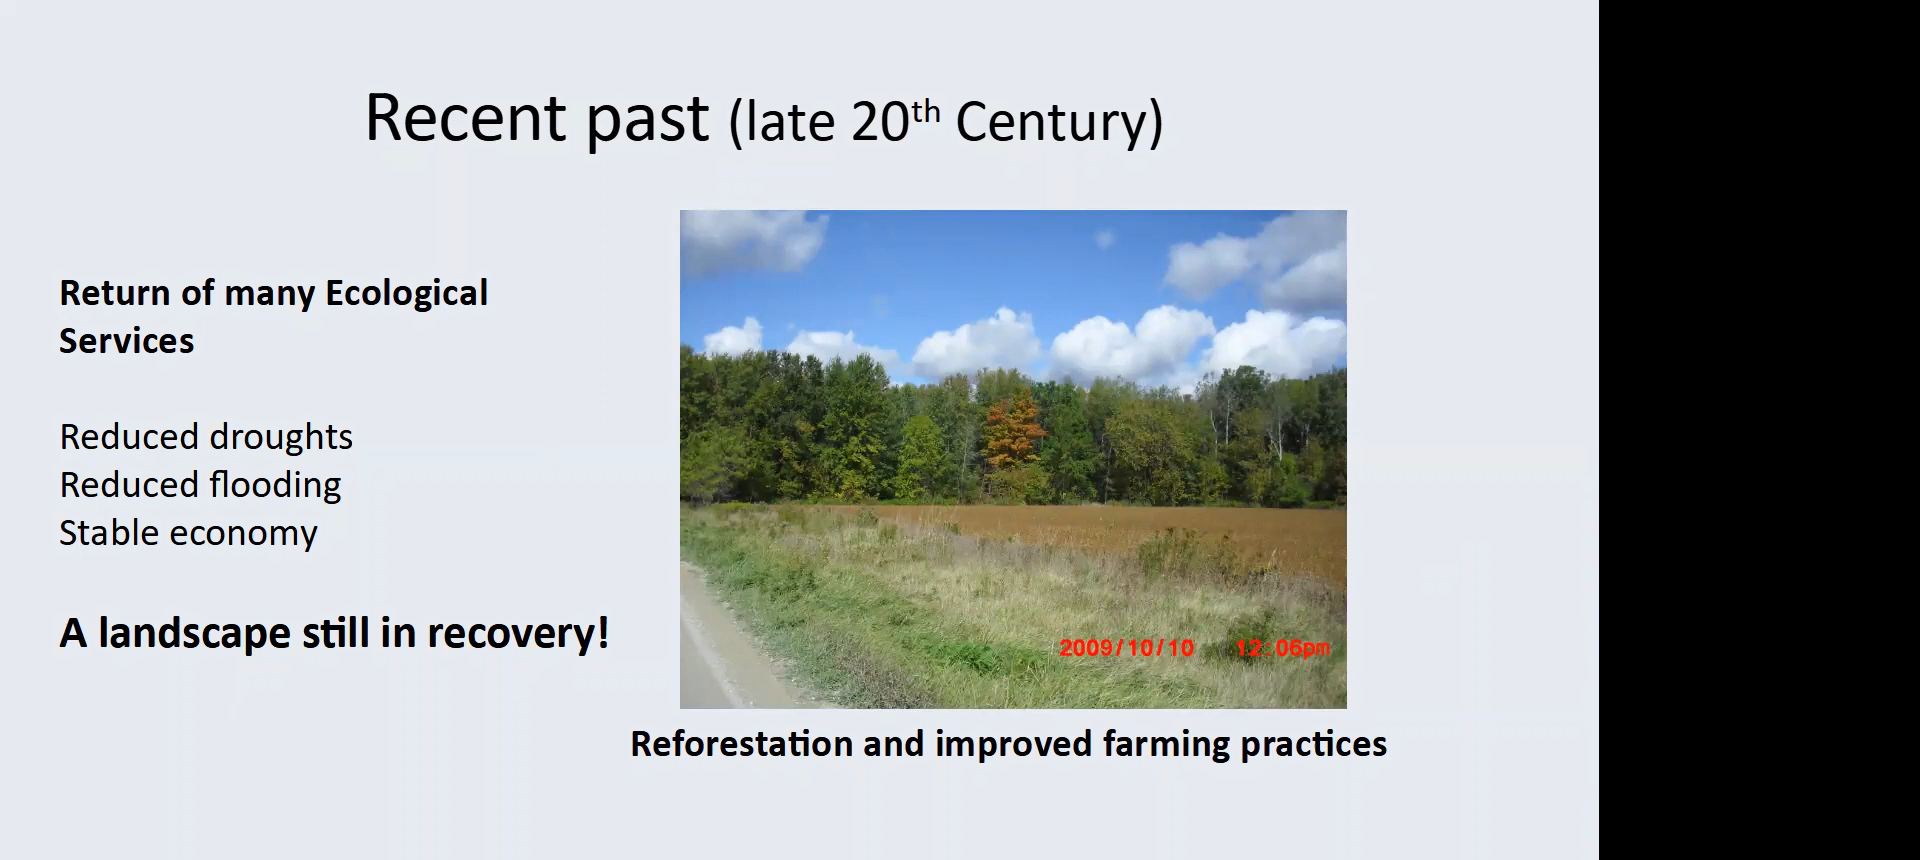 Recent past (late 20th Century)
Return of many Ecological
Services
Reduced droughts
Reduced flooding
Stable economy
A landscape still in recovery!
2009/10/10 12:06pm
Reforestation and improved farming practices